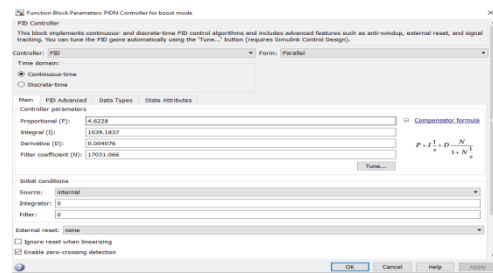 Function Block Parameters: PIDN Controller for boost mode
PID Controller
This block implements continuous- and discrete-time PID control algorithms and includes advanced features such as anti-windup, external reset, and signal
tracking. You can tune the PID gains automatically using the 'Tune...' button (requires Simulink Control Design).
Controller: PID Form: Parallel
Time domain:
Continuous-time
Discrete-time
Main PID Advanced Data Types State Attributes
Controller parameters
Proportional (P): 4.6228 Compensator formula
Integral (I): 1039.1837
Derivative (D): 0.004076
Filter coefficient (N): 17031.066
P+I 1/s +D N/(1+N 1/s)
Tune...
Initial conditions
Source: internal
Integrator: 0
Filter: 0
External reset: none
Ignore reset when linearizing
Enable zero-crossing detection
OK Cancel Help Apply